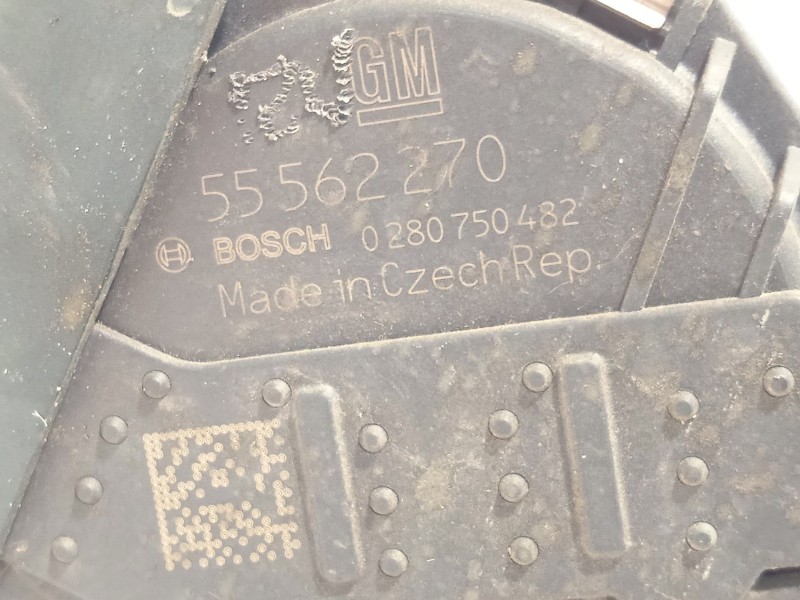 GM
55 562 270
BOSCH 0 280 750 482
Made in Czech Rep.